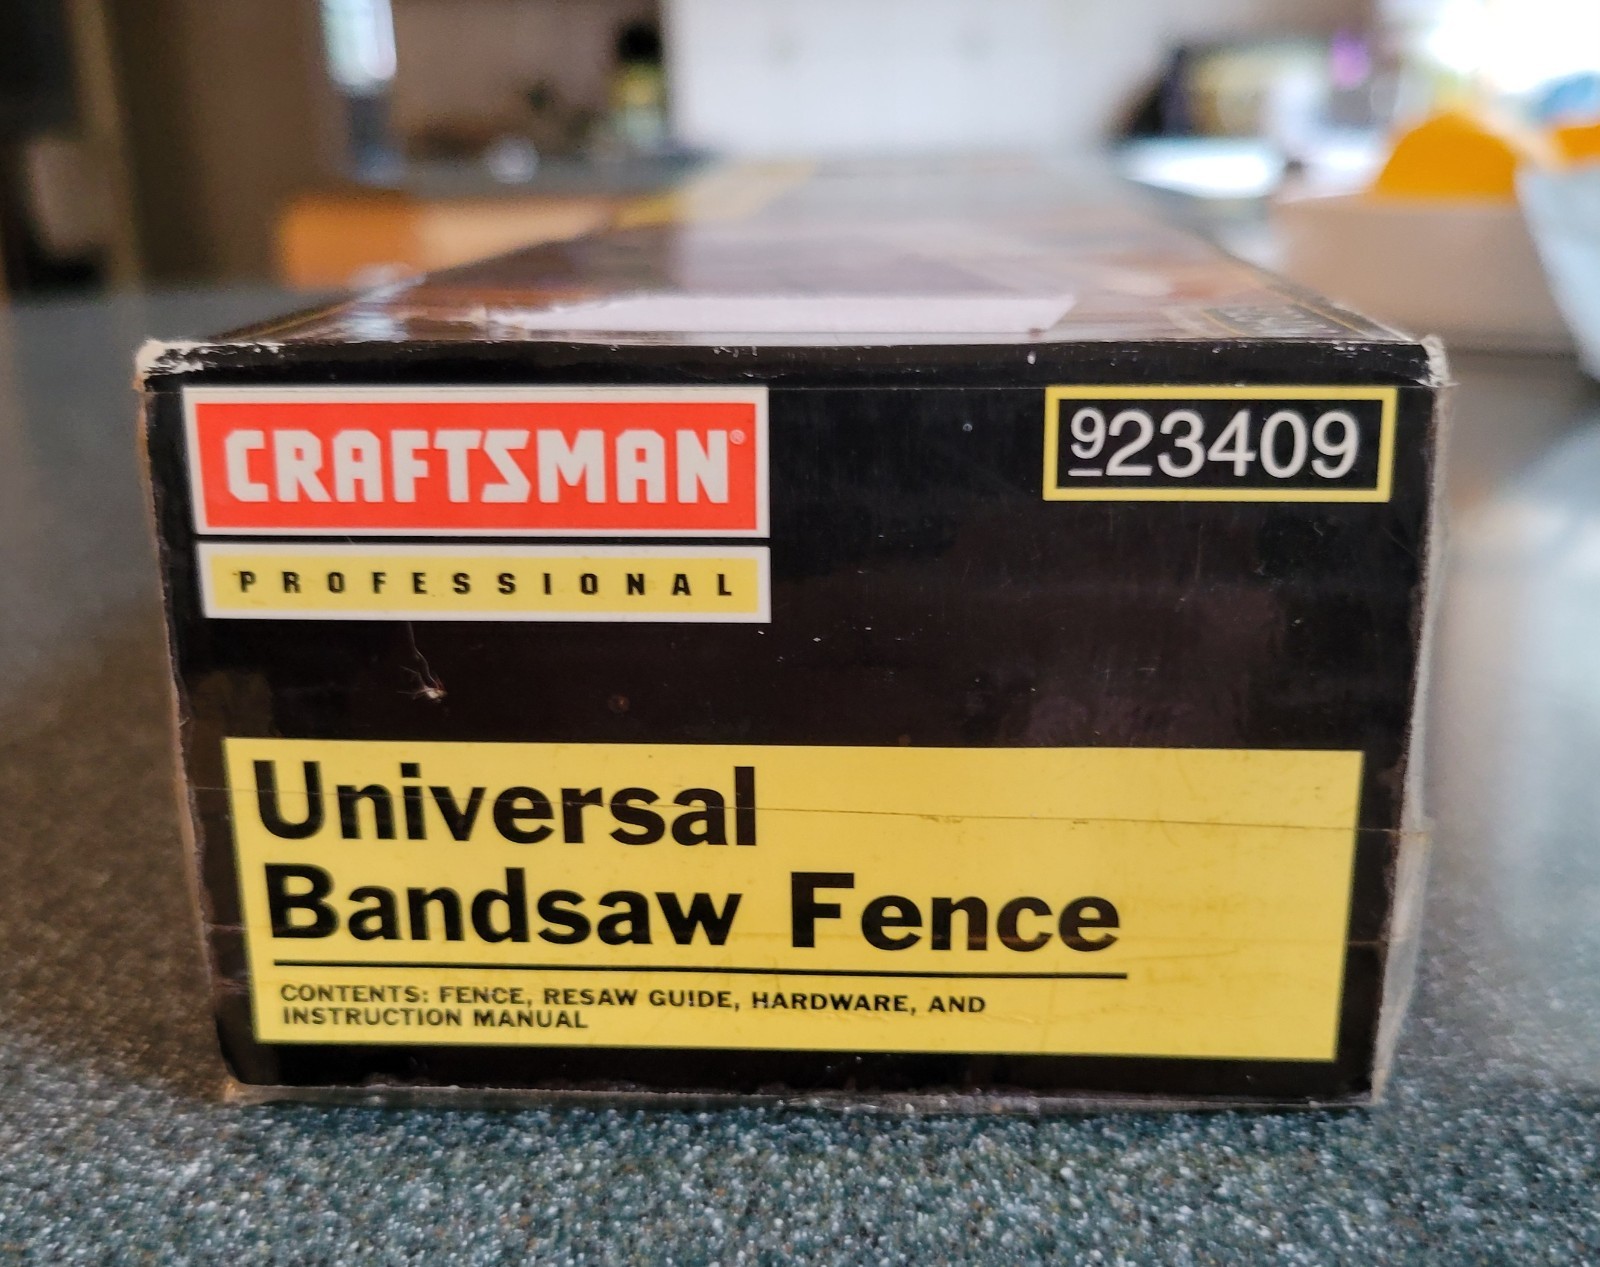 CRAFTSMAN®
923409
PROFESSIONAL
Universal
Bandsaw Fence
CONTENTS: FENCE, RESAW GUIDE, HARDWARE, AND
INSTRUCTION MANUAL